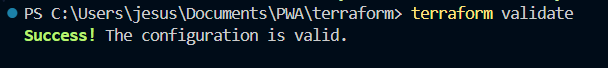 PS C:\Users\jesus\Documents\PWA\terraform> terraform validate
Success! The configuration is valid.